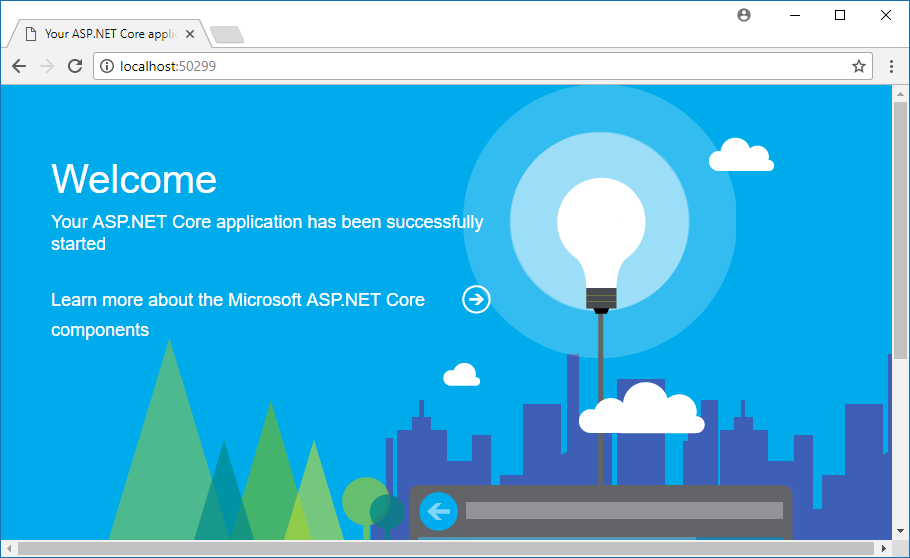 Your ASP.NET Core applic
localhost:50299
Welcome
Your ASP.NET Core application has been successfully
started
Learn more about the Microsoft ASP.NET Core
components